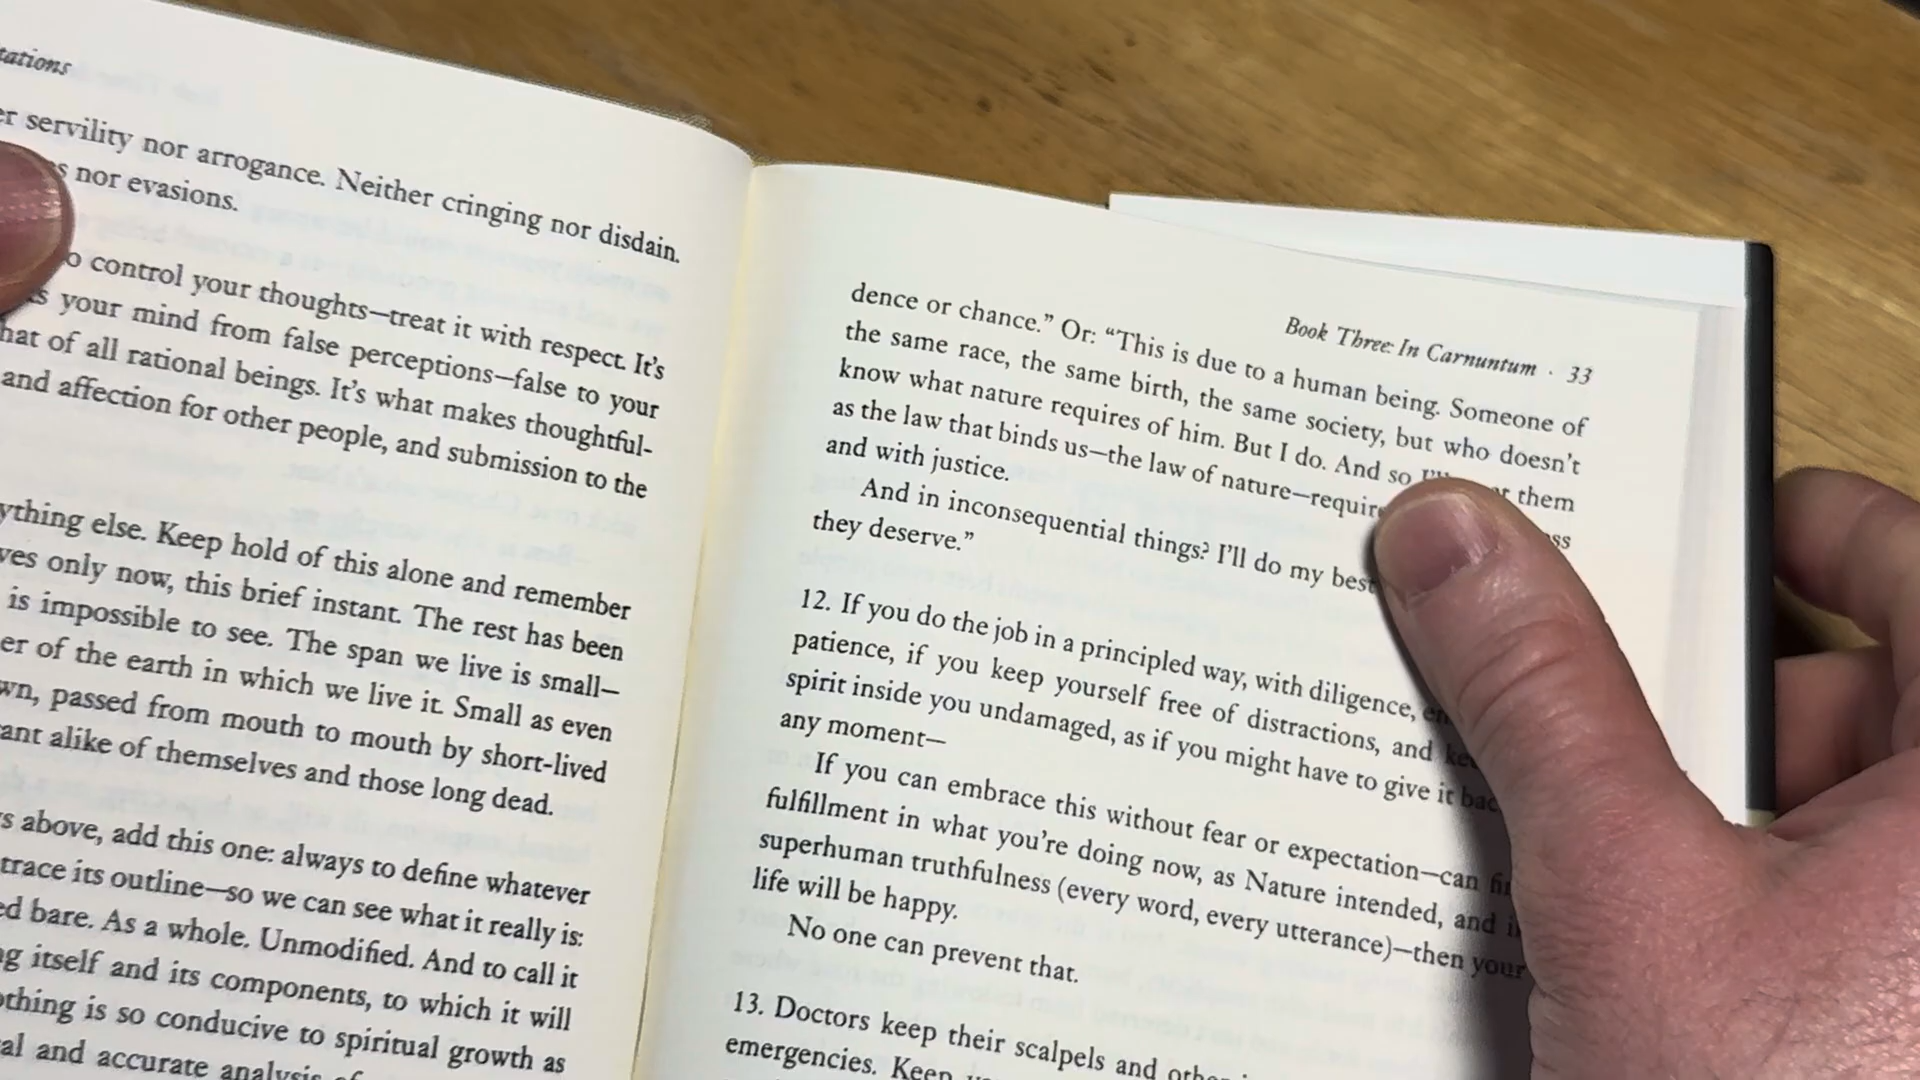 tations
servility nor arrogance. Neither cringing nor disdain.
nor evasions.
control your thoughts—treat it with respect. It's
your mind from false perceptions—false to your
of all rational beings. It's what makes thoughtful-
and affection for other people, and submission to the
else. Keep hold of this alone and remember
only now, this brief instant. The rest has been
is impossible to see. The span we live is small—
of the earth in which we live it. Small as even
passed from mouth to mouth by short-lived
alike of themselves and those long dead.
above, add this one: always to define whatever
trace its outline—so we can see what it really is:
bare. As a whole. Unmodified. And to call it
itself and its components, to which it will
is so conducive to spiritual growth as
and accurate analysis of
Book Three: In Carnuntum · 33
dence or chance." Or: "This is due to a human being. Someone of
the same race, the same birth, the same society, but who doesn't
know what nature requires of him. But I do. And so them
as the law that binds us—the law of nature—
and with justice.
And in inconsequential things? I'll do my best
they deserve."
12. If you do the job in a principled way, with diligence,
patience, if you keep yourself free of distractions, and
spirit inside you undamaged, as if you might have to give it
any moment—
If you can embrace this without fear or expectation—can
fulfillment in what you're doing now, as Nature intended, and
superhuman truthfulness (every word, every utterance)—then your
life will be happy.
No one can prevent that.
13. Doctors keep their scalpels and
emergencies. Keep